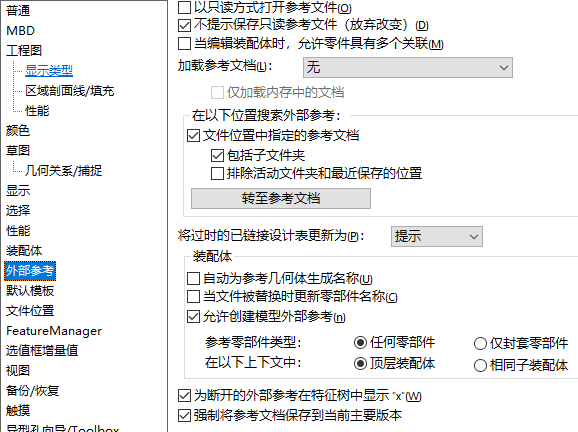 普通
MBD
工程图
显示类型
区域剖面线/填充
性能
颜色
草图
几何关系/捕捉
显示
选择
性能
装配体
外部参考
默认模板
文件位置
FeatureManager
选值框增量值
视图
备份/恢复
触摸
异型孔向导/Toolbox
以只读方式打开参考文件(O)
不提示保存只读参考文件（放弃改变）(D)
当编辑装配体时，允许零件具有多个关联(M)
加载参考文档(L)： 无
仅加载内存中的文档
在以下位置搜索外部参考：
文件位置中指定的参考文档
包括子文件夹
排除活动文件夹和最近保存的位置
转至参考文档
将过时的已链接设计表更新为(P)： 提示
装配体
自动为参考几何体生成名称(U)
当文件被替换时更新零部件名称(C)
允许创建模型外部参考(n)
参考零部件类型： 任何零部件 仅封套零部件
在以下上下文中： 顶层装配体 相同子装配体
为断开的外部参考在特征树中显示 "x"(W)
强制将参考文档保存到当前主要版本